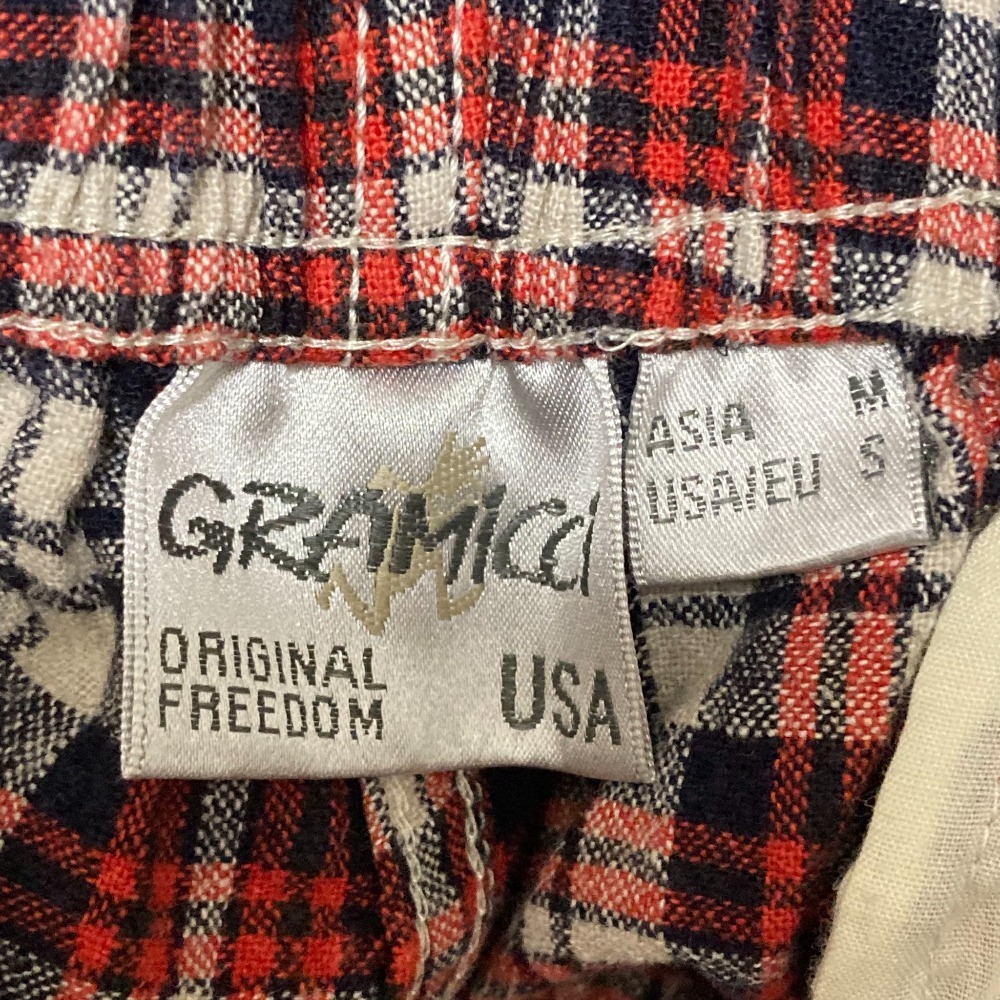 GRAMICCI
ORIGINAL
FREEDOM
USA
ASIA M
USA/EU S